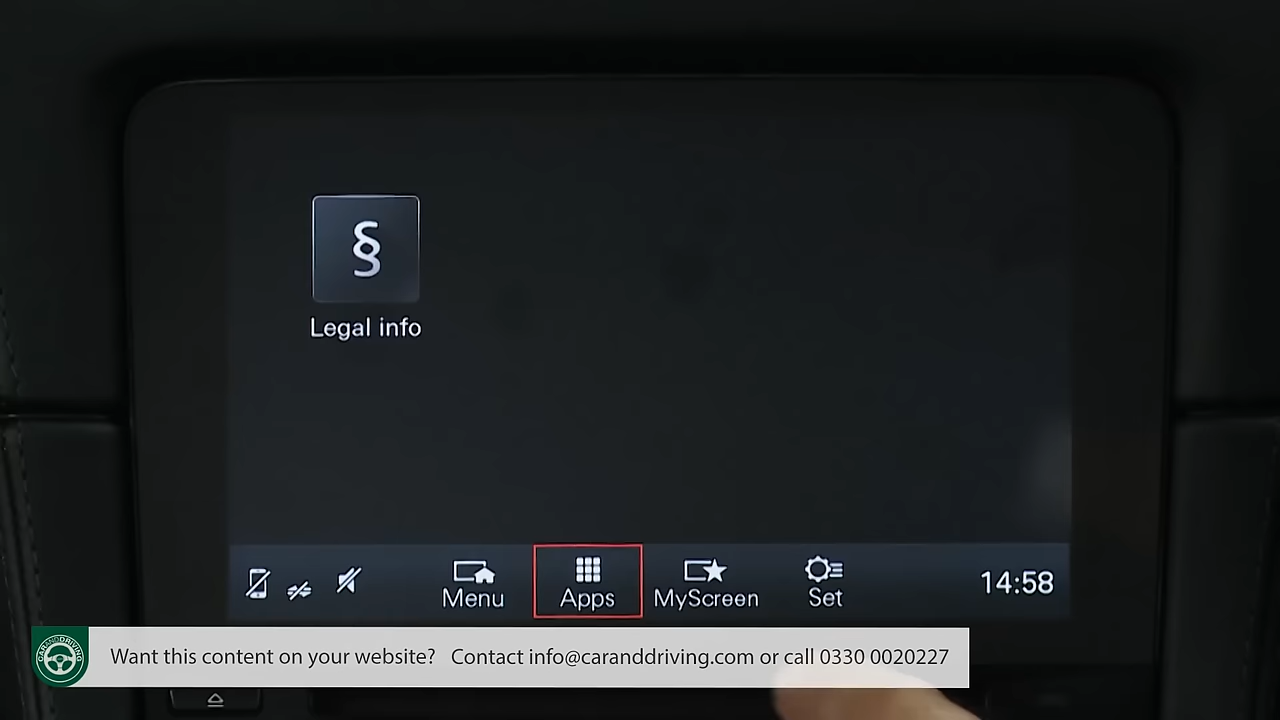 §
Legal info
Menu
Apps
MyScreen
Set
14:58
CARANDDRIVING
Want this content on your website? Contact info@caranddriving.com or call 0330 0020227